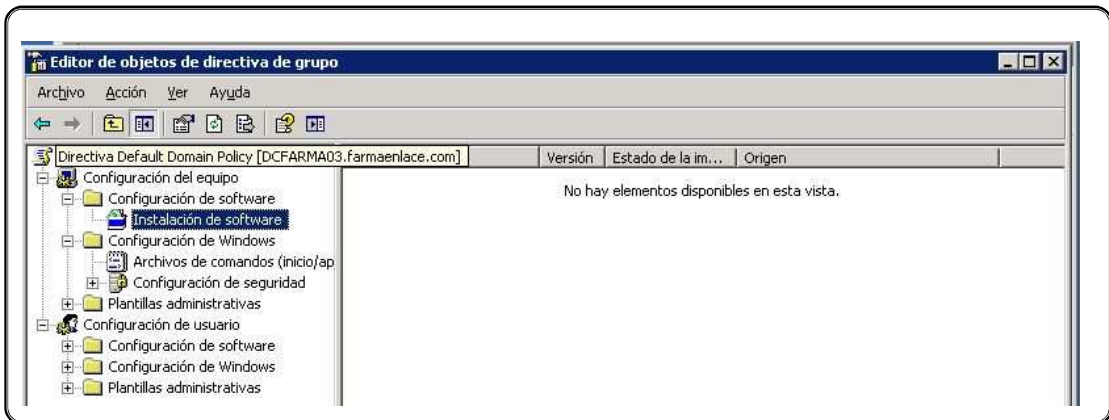 Editor de objetos de directiva de grupo
Archivo Acción Ver Ayuda
Directiva Default Domain Policy [DCFARMA03.farmaenlace.com] Versión Estado de la im... Origen
Configuración del equipo
No hay elementos disponibles en esta vista.
Configuración de software
Instalación de software
Configuración de Windows
Archivos de comandos (inicio/ap
Configuración de seguridad
Plantillas administrativas
Configuración de usuario
Configuración de software
Configuración de Windows
Plantillas administrativas